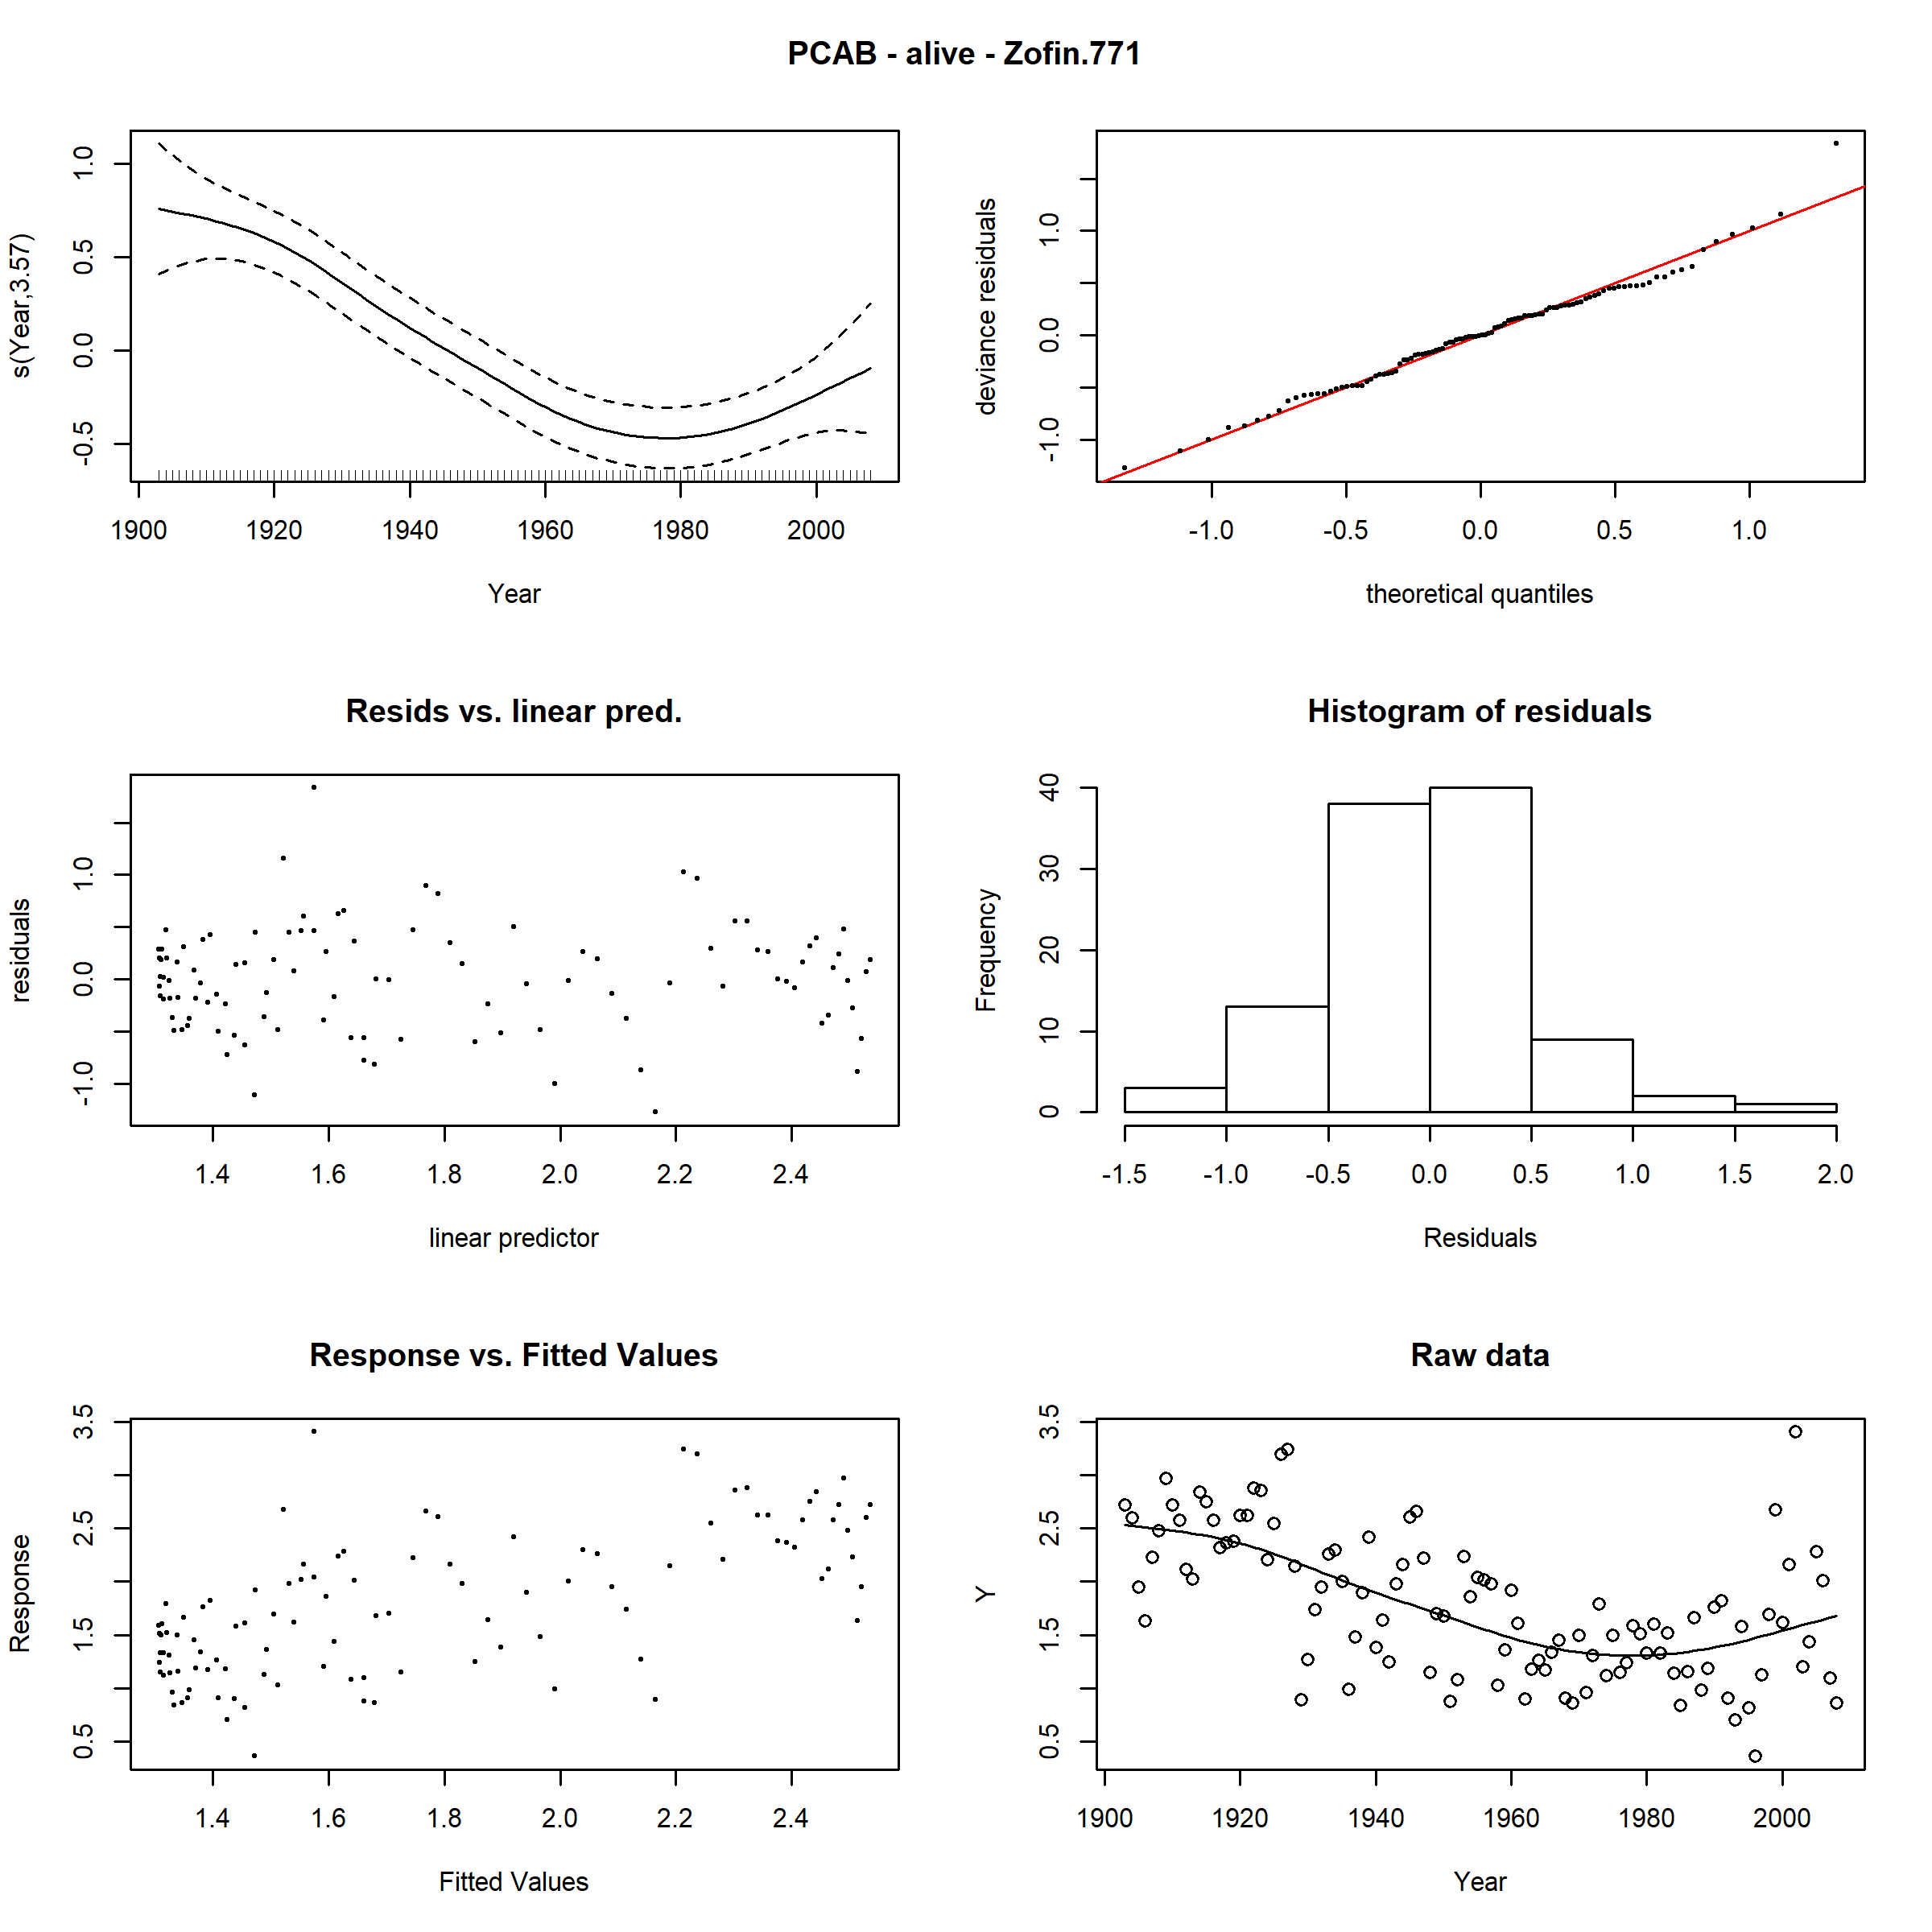 PCAB - alive - Zofin.771
s(Year,3.57)
-0.5 0.0 0.5 1.0
1900 1920 1940 1960 1980 2000
Year
deviance residuals
-1.0 0.0 1.0
-1.0 -0.5 0.0 0.5 1.0
theoretical quantiles
Resids vs. linear pred.
residuals
-1.0 0.0 1.0
1.4 1.6 1.8 2.0 2.2 2.4
linear predictor
Histogram of residuals
Frequency
0 10 20 30 40
-1.5 -1.0 -0.5 0.0 0.5 1.0 1.5 2.0
Residuals
Response vs. Fitted Values
Response
0.5 1.5 2.5 3.5
1.4 1.6 1.8 2.0 2.2 2.4
Fitted Values
Raw data
Y
0.5 1.5 2.5 3.5
1900 1920 1940 1960 1980 2000
Year